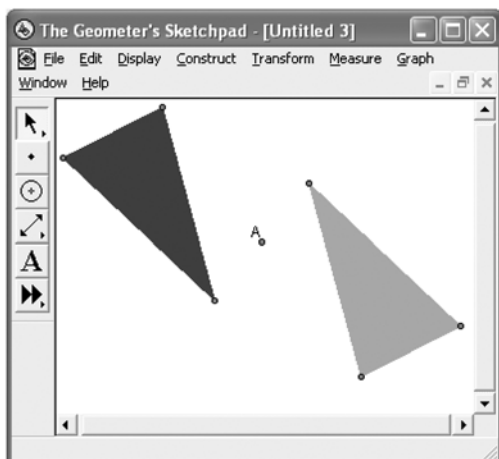 The Geometer's Sketchpad - [Untitled 3]
File Edit Display Construct Transform Measure Graph
Window Help
A
A